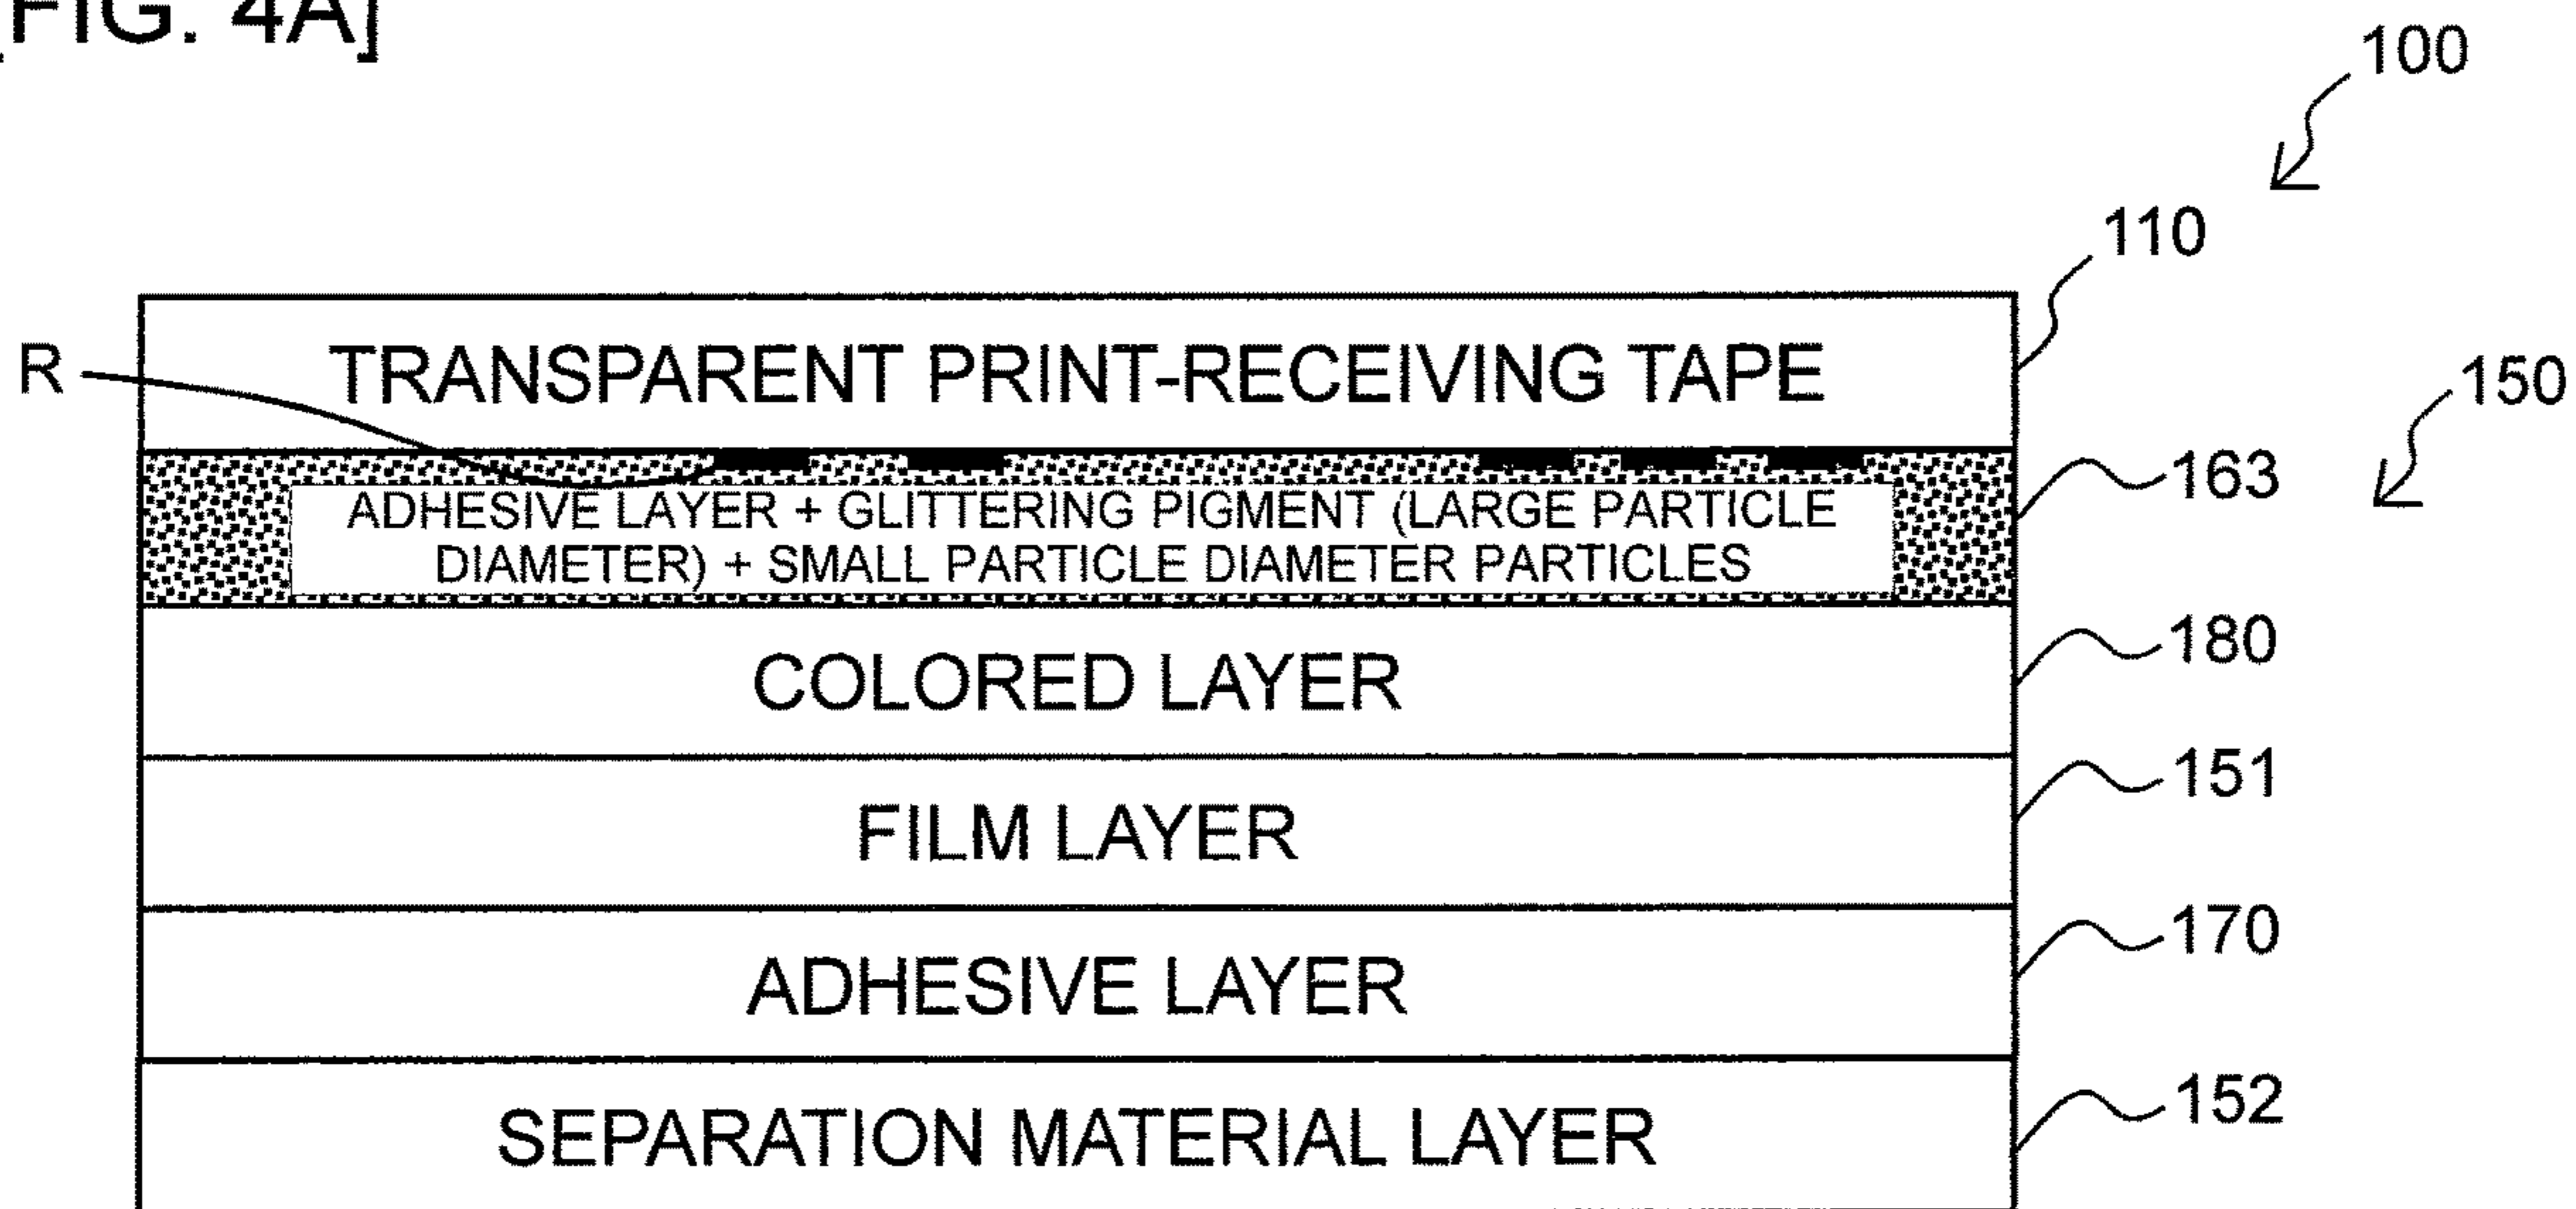 [FIG. 4A]
100
110
TRANSPARENT PRINT-RECEIVING TAPE
R
150
163
ADHESIVE LAYER + GLITTERING PIGMENT (LARGE PARTICLE
DIAMETER) + SMALL PARTICLE DIAMETER PARTICLES
180
COLORED LAYER
151
FILM LAYER
170
ADHESIVE LAYER
152
SEPARATION MATERIAL LAYER